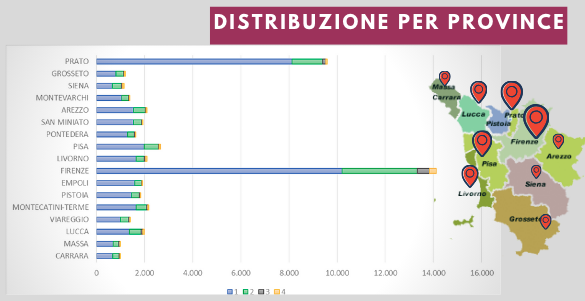 DISTRIBUZIONE PER PROVINCE
PRATO
GROSSETO
SIENA
MONTEVARCHI
AREZZO
SAN MINIATO
PONTEDERA
PISA
LIVORNO
FIRENZE
EMPOLI
PISTOIA
MONTECATINI-TERME
VIAREGGIO
LUCCA
MASSA
CARRARA
0 2.000 4.000 6.000 8.000 10.000 12.000 14.000 16.000
1 2 3 4
Massa
Carrara
Lucca
Prato
Pistoia
Firenze
Arezzo
Pisa
Siena
Livorno
Grosseto